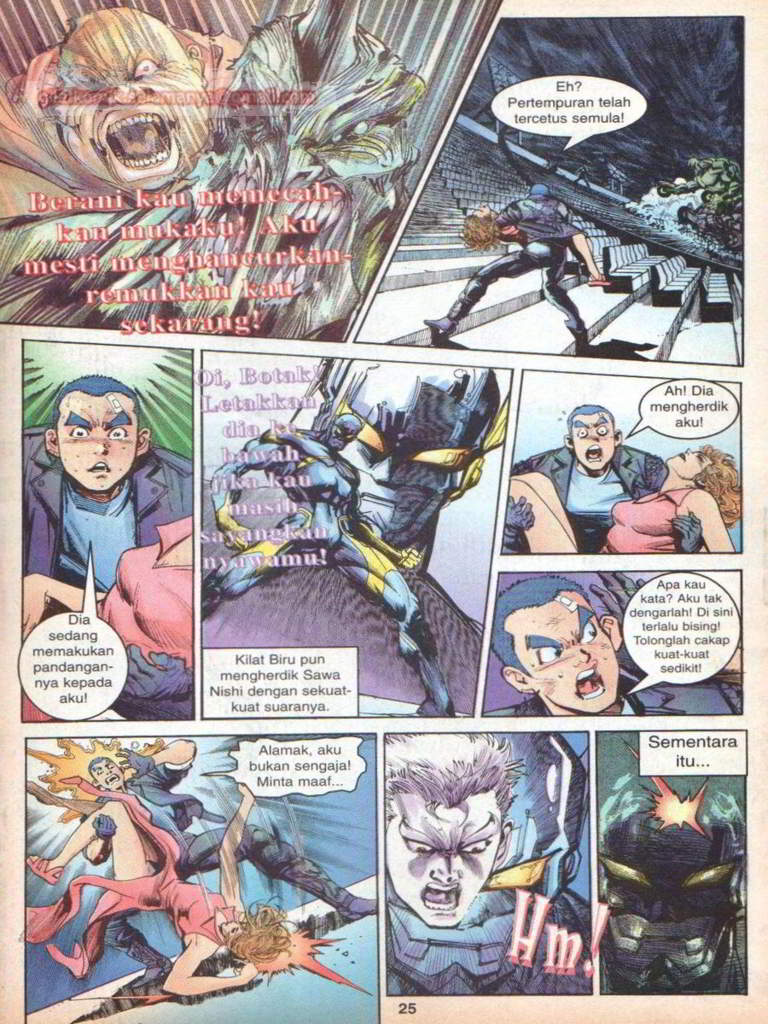 Berani kau memecah-
kan mukaku! Aku
mesti menghancurkan-
remukkan kau
sekarang!
Eh?
Pertempuran telah
tercetus semula!
Dia
sedang
memakukan
pandangan-
nya kepada
aku!
Oi, Botak!
Letakkan
dia ke
bawah
jika kau
masih
sayangkan
nyawamu!
Kilat Biru pun
mengherdik Sawa
Nishi dengan sekuat-
kuat suaranya.
Ah! Dia
mengherdik
aku!
Apa kau
kata? Aku tak
dengarlah! Di sini
terlalu bising!
Tolonglah cakap
kuat-kuat
sedikit!
Alamak, aku
bukan sengaja!
Minta maaf...
Hm!
Sementara
itu...
25